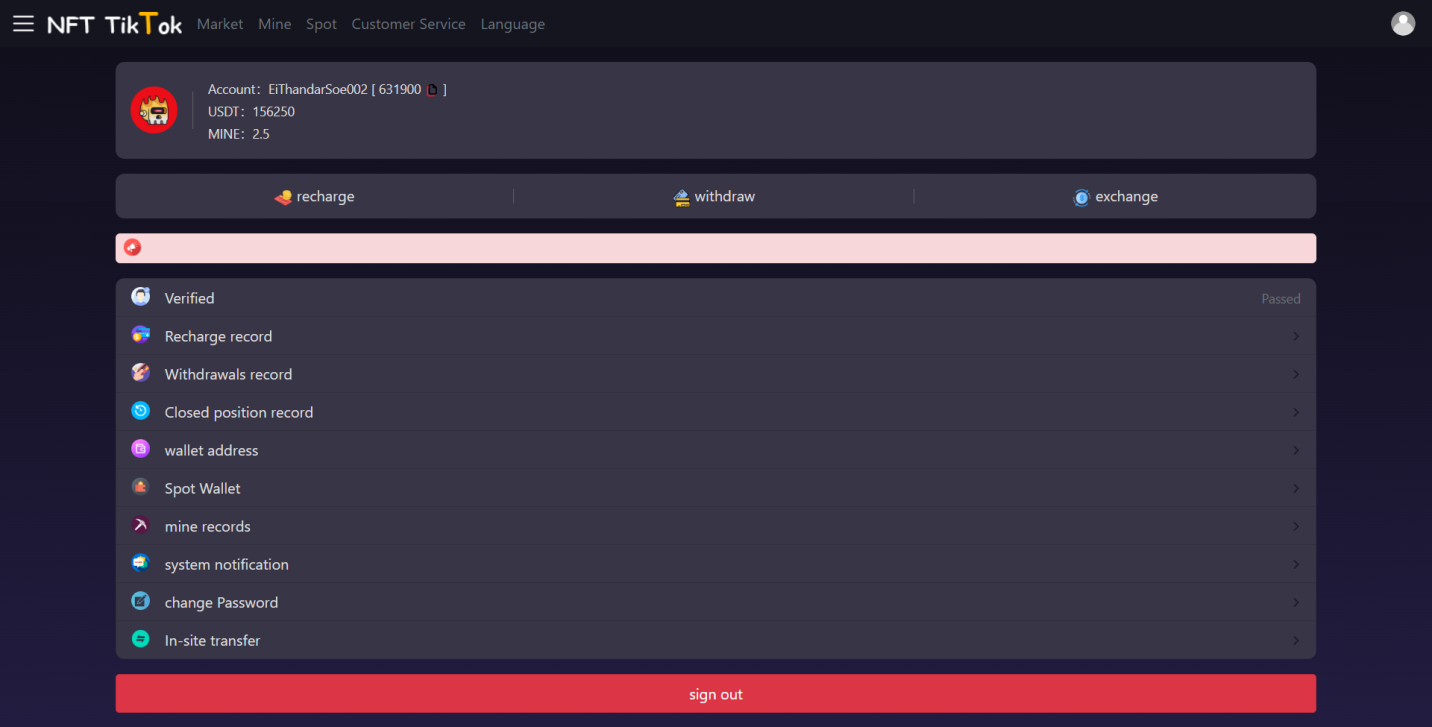 NFT TikTok Market Mine Spot Customer Service Language
Account: EiThandarSoe002 [ 631900 ]
USDT: 156250
MINE: 2.5
recharge withdraw exchange
Verified Passed
Recharge record
Withdrawals record
Closed position record
wallet address
Spot Wallet
mine records
system notification
change Password
In-site transfer
sign out